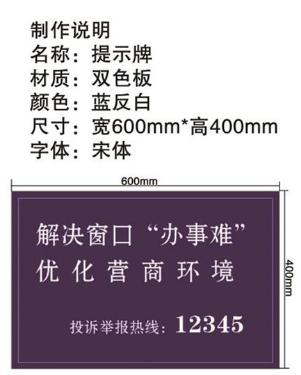 制作说明
名称：提示牌
材质：双色板
颜色：蓝反白
尺寸：宽600mm*高400mm
字体：宋体
600mm
解决窗口“办事难”
优化营商环境
投诉举报热线：12345
400mm